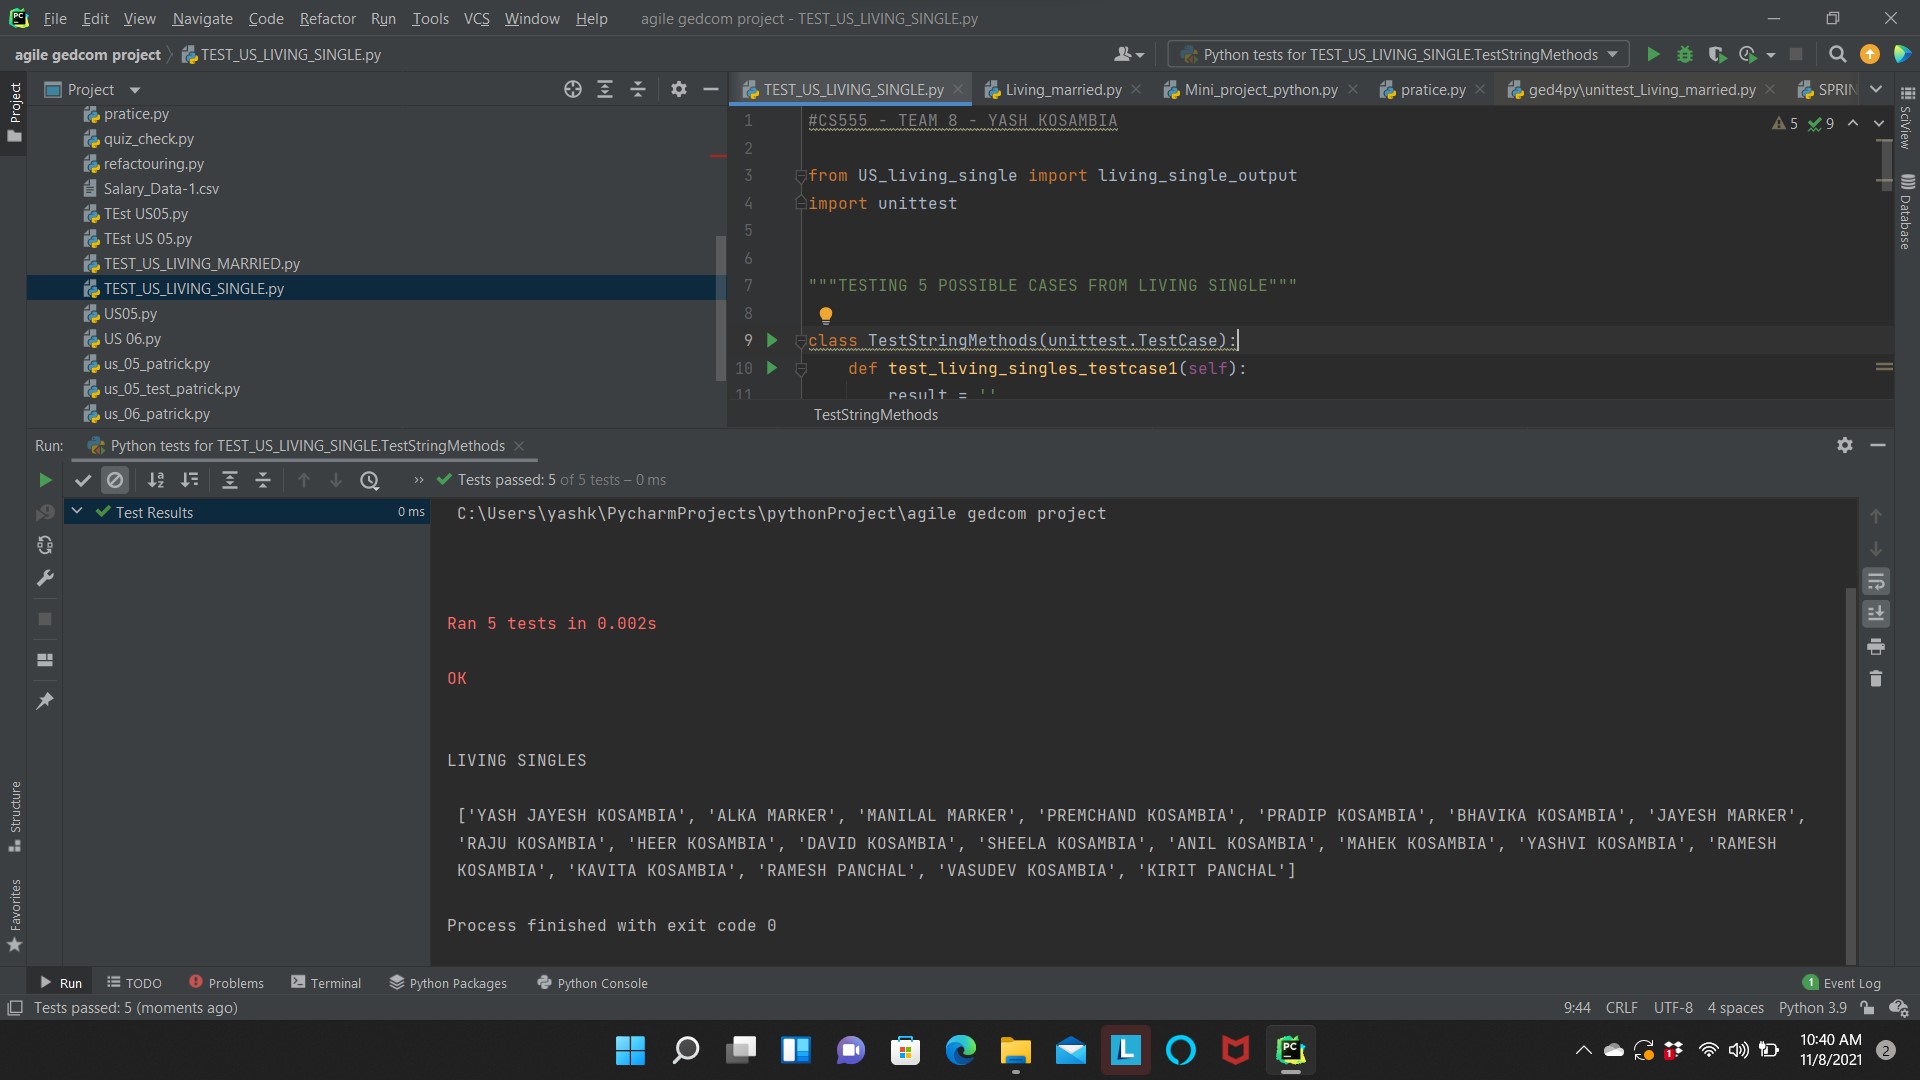 File Edit View Navigate Code Refactor Run Tools VCS Window Help agile gedcom project - TEST_US_LIVING_SINGLE.py
agile gedcom project TEST_US_LIVING_SINGLE.py Python tests for TEST_US_LIVING_SINGLE.TestStringMethods
Project
Project
TEST_US_LIVING_SINGLE.py Living_married.py Mini_project_python.py pratice.py ged4py\unittest_Living_married.py SPRIN
pratice.py
quiz_check.py
refactouring.py
Salary_Data-1.csv
TEst US05.py
TEst US 05.py
TEST_US_LIVING_MARRIED.py
TEST_US_LIVING_SINGLE.py
US05.py
US 06.py
us_05_patrick.py
us_05_test_patrick.py
us_06_patrick.py
1 #CS555 - TEAM 8 - YASH KOSAMBIA
5 9
2
3 from US_living_single import living_single_output
4 import unittest
5
6
7 """TESTING 5 POSSIBLE CASES FROM LIVING SINGLE"""
8
9 class TestStringMethods(unittest.TestCase):
10 def test_living_singles_testcase1(self):
11 result = ''
TestStringMethods
SciView
Database
Run: Python tests for TEST_US_LIVING_SINGLE.TestStringMethods
» Tests passed: 5 of 5 tests – 0 ms
Test Results 0 ms
C:\Users\yashk\PycharmProjects\pythonProject\agile gedcom project
Ran 5 tests in 0.002s
OK
LIVING SINGLES
['YASH JAYESH KOSAMBIA', 'ALKA MARKER', 'MANILAL MARKER', 'PREMCHAND KOSAMBIA', 'PRADIP KOSAMBIA', 'BHAVIKA KOSAMBIA', 'JAYESH MARKER',
'RAJU KOSAMBIA', 'HEER KOSAMBIA', 'DAVID KOSAMBIA', 'SHEELA KOSAMBIA', 'ANIL KOSAMBIA', 'MAHEK KOSAMBIA', 'YASHVI KOSAMBIA', 'RAMESH
KOSAMBIA', 'KAVITA KOSAMBIA', 'RAMESH PANCHAL', 'VASUDEV KOSAMBIA', 'KIRIT PANCHAL']
Process finished with exit code 0
Structure
Favorites
Run TODO Problems Terminal Python Packages Python Console 1 Event Log
Tests passed: 5 (moments ago) 9:44 CRLF UTF-8 4 spaces Python 3.9
L
PC
1
10:40 AM
11/8/2021
2